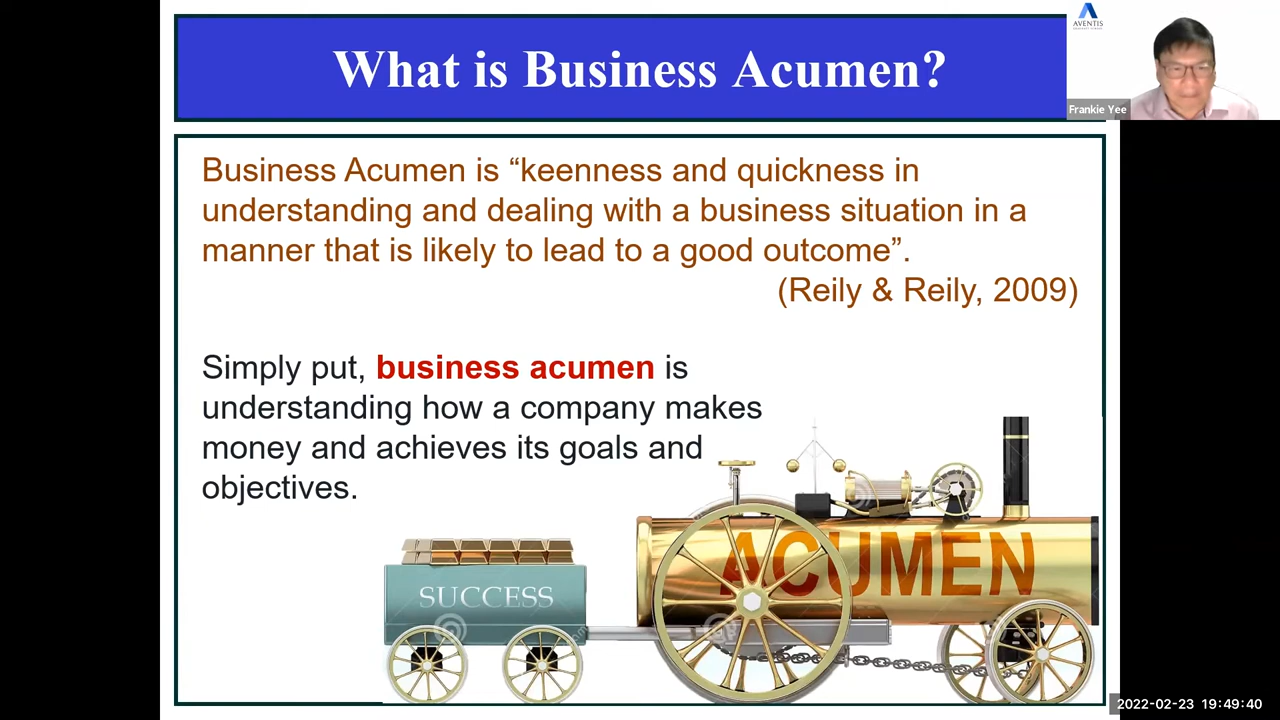 What is Business Acumen?
AVENTIS
Frankie Yee
Business Acumen is “keenness and quickness in
understanding and dealing with a business situation in a
manner that is likely to lead to a good outcome”.
(Reily & Reily, 2009)
Simply put, business acumen is
understanding how a company makes
money and achieves its goals and
objectives.
ACUMEN
SUCCESS
2022-02-23 19:49:40